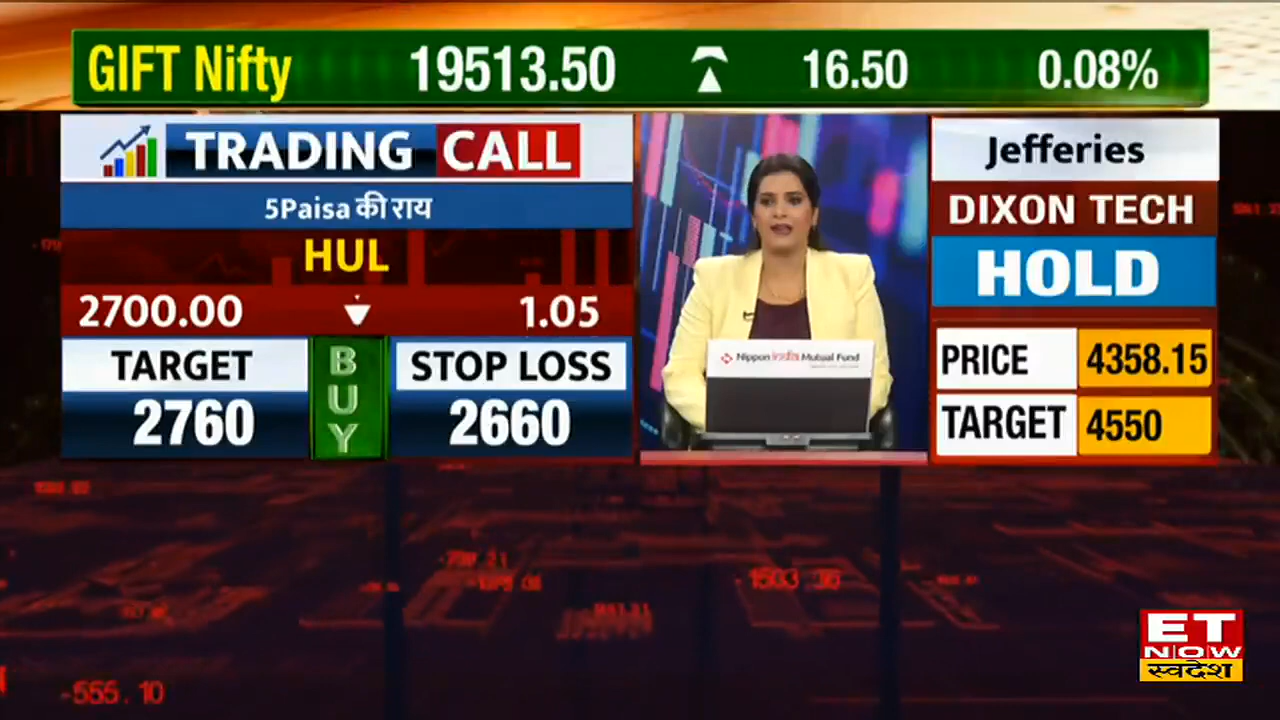 GIFT Nifty 19513.50 16.50 0.08%
TRADING CALL
5Paisa की राय
HUL
2700.00 1.05
TARGET BUY STOP LOSS
2760 2660
Nippon india Mutual Fund
Jefferies
DIXON TECH
HOLD
PRICE 4358.15
TARGET 4550
-555.10
ET
NOW
स्वदेश